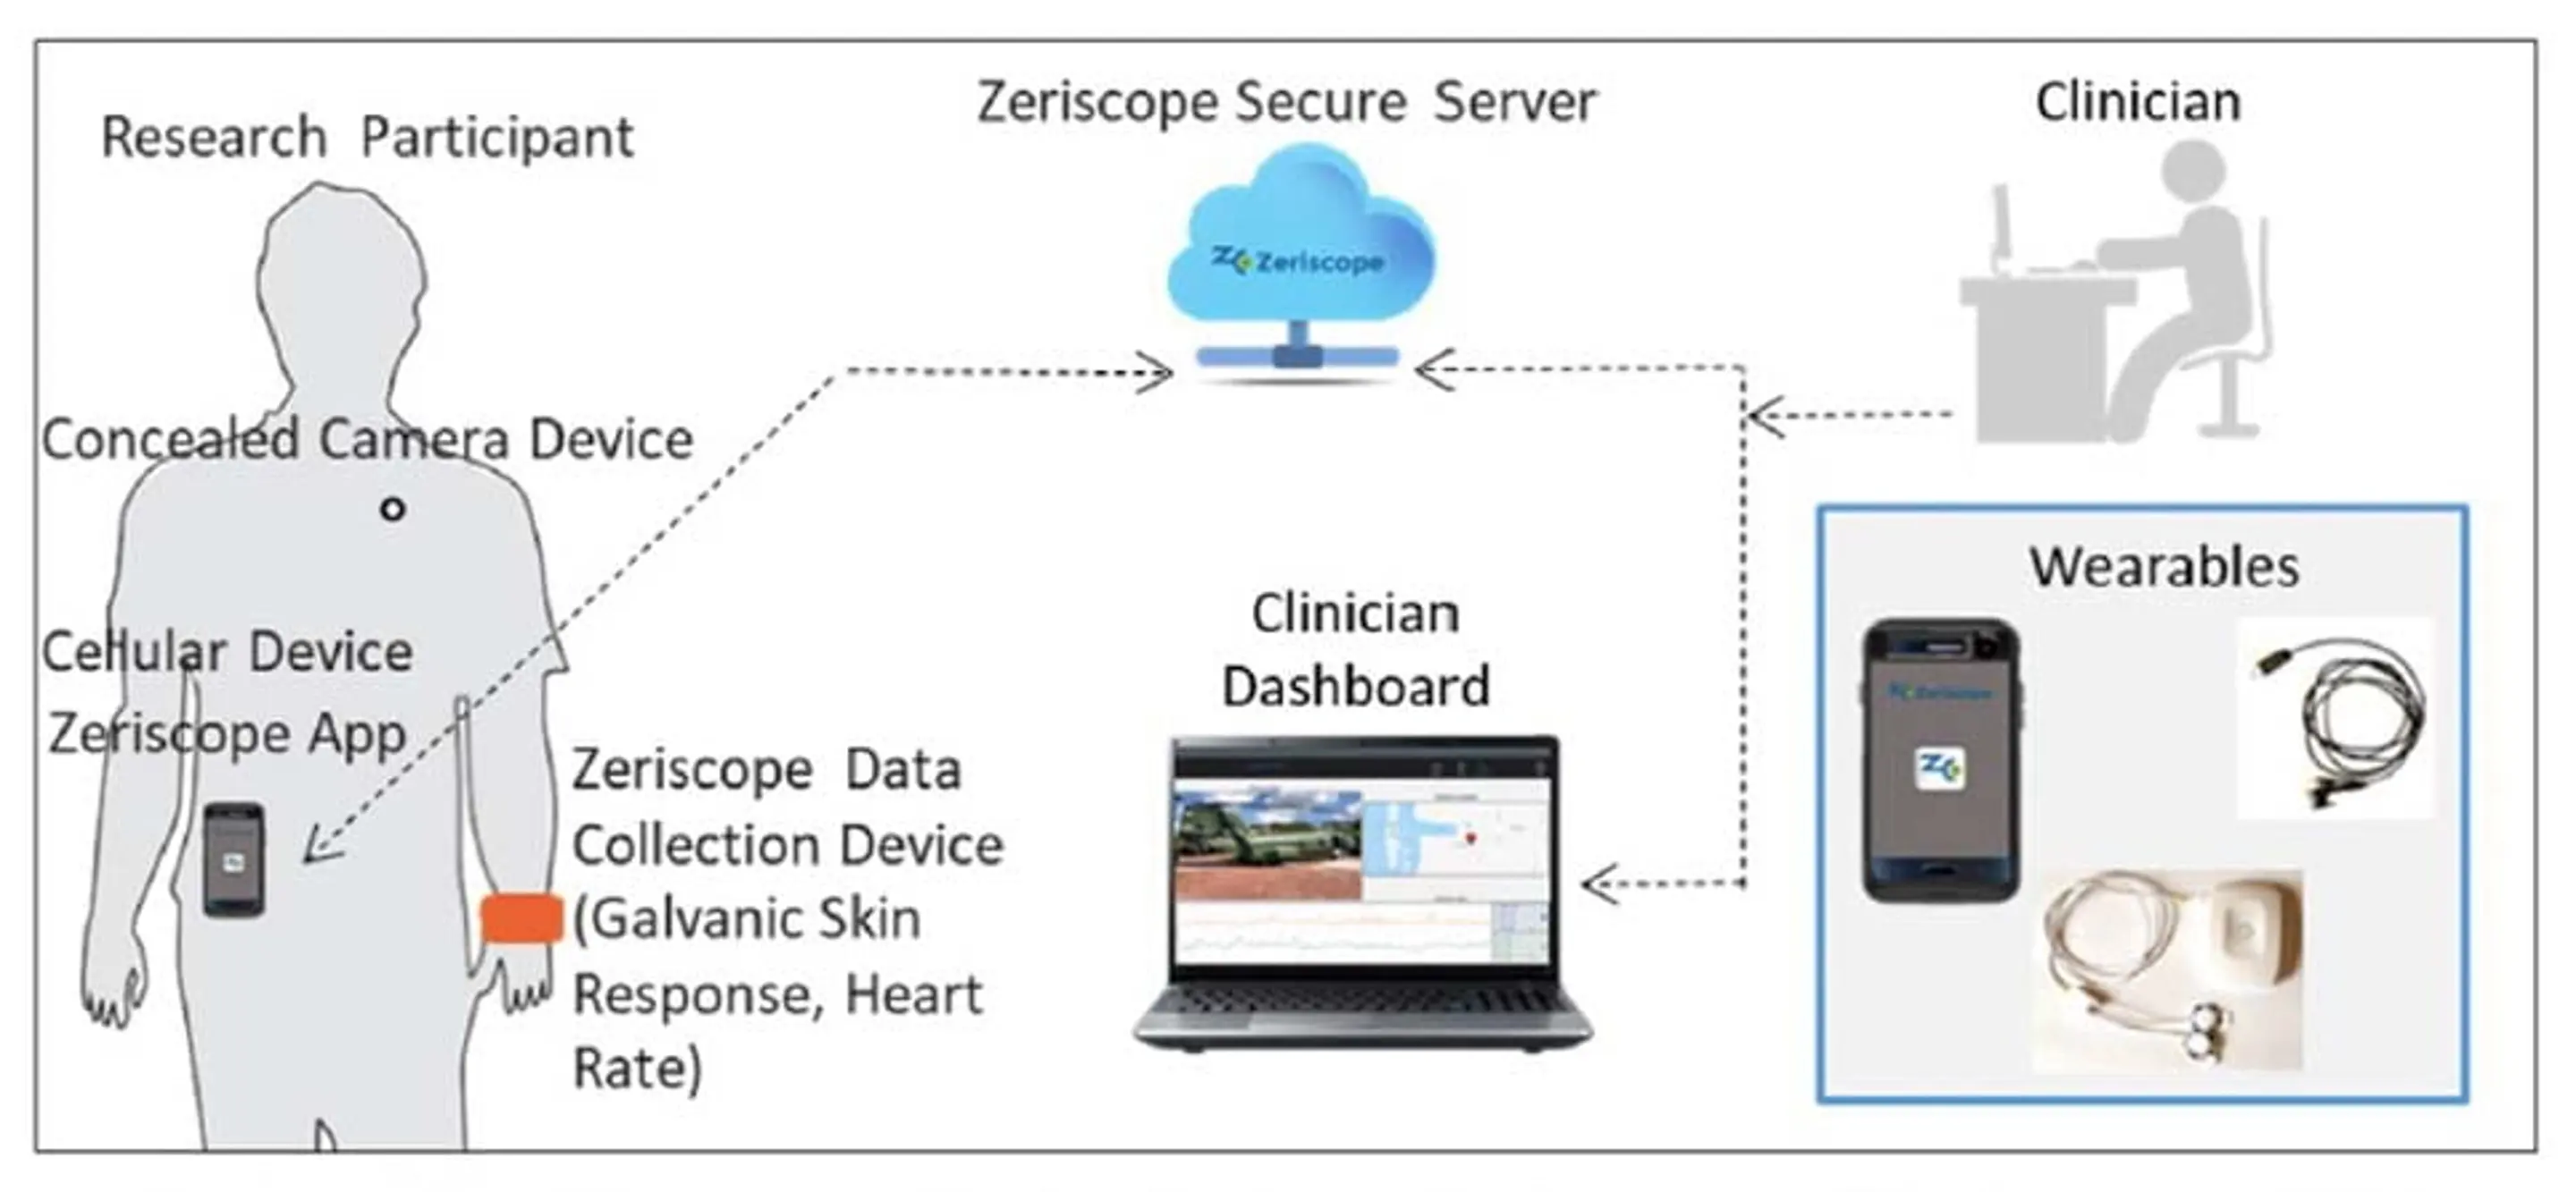 Research Participant
Concealed Camera Device
Cellular Device
Zeriscope App
Zeriscope Data
Collection Device
(Galvanic Skin
Response, Heart
Rate)
Zeriscope Secure Server
Zeriscope
Clinician
Dashboard
Clinician
Wearables
Zeriscope